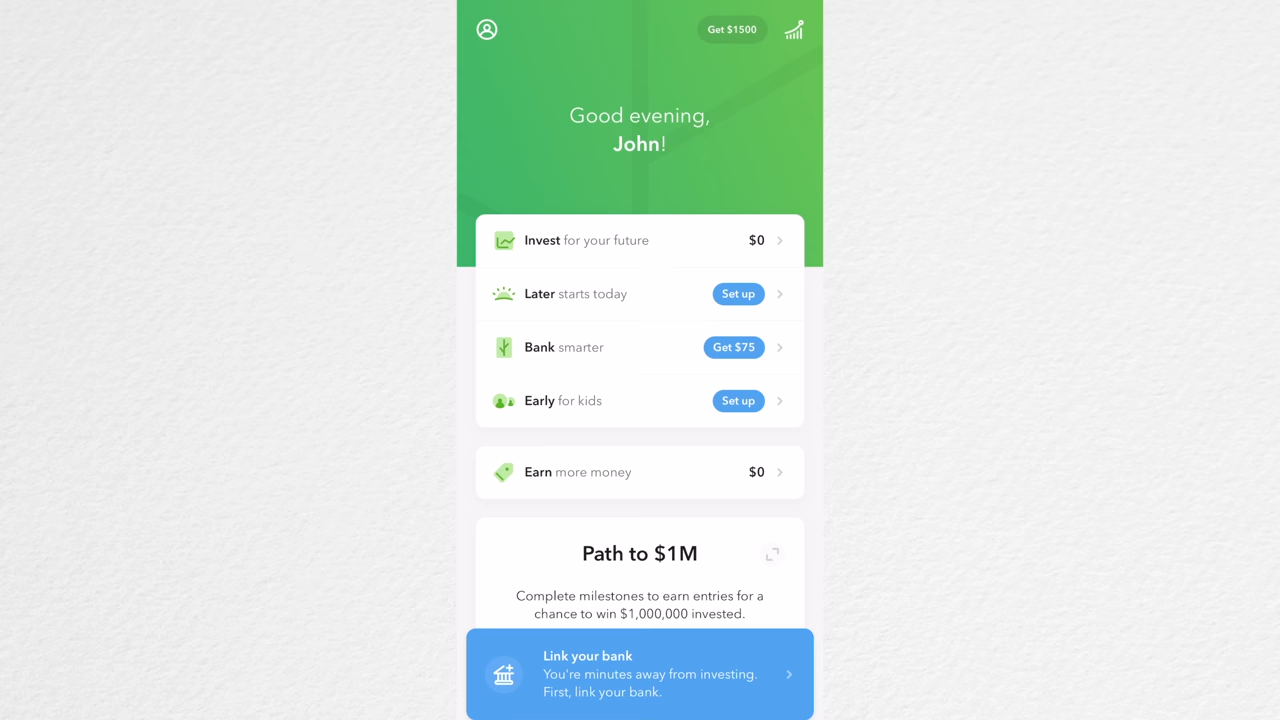 Get $1500
Good evening,
John!
Invest for your future $0
Later starts today Set up
Bank smarter Get $75
Early for kids Set up
Earn more money $0
Path to $1M
Complete milestones to earn entries for a
chance to win $1,000,000 invested.
Link your bank
You're minutes away from investing.
First, link your bank.